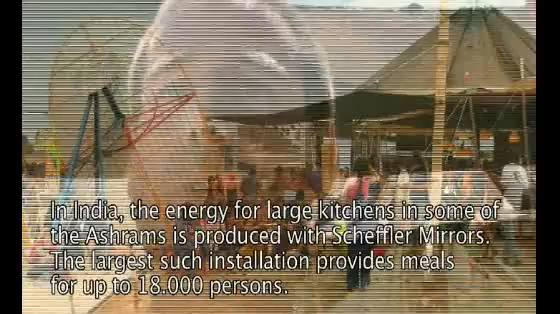 In India, the energy for large kitchens in some of
the Ashrams is produced with Scheffler Mirrors.
The largest such installation provides meals
for up to 18.000 persons.